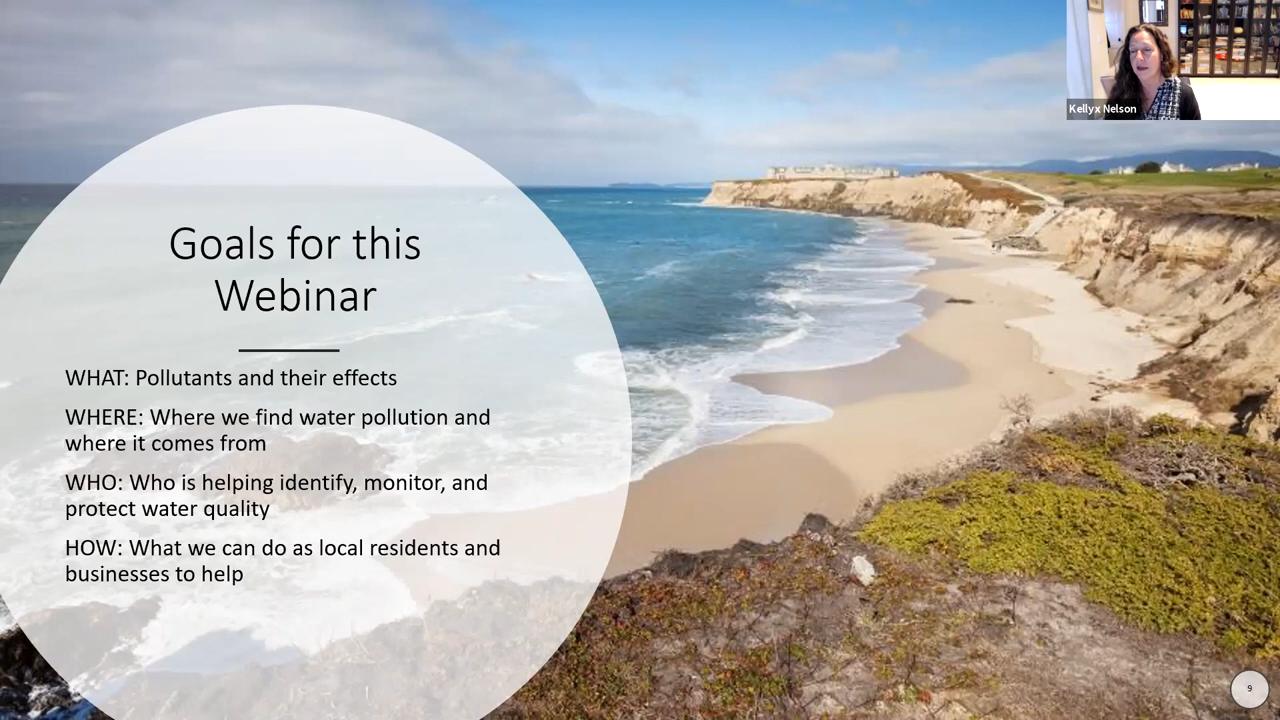 Kellyx Nelson
Goals for this
Webinar
WHAT: Pollutants and their effects
WHERE: Where we find water pollution and
where it comes from
WHO: Who is helping identify, monitor, and
protect water quality
HOW: What we can do as local residents and
businesses to help
9